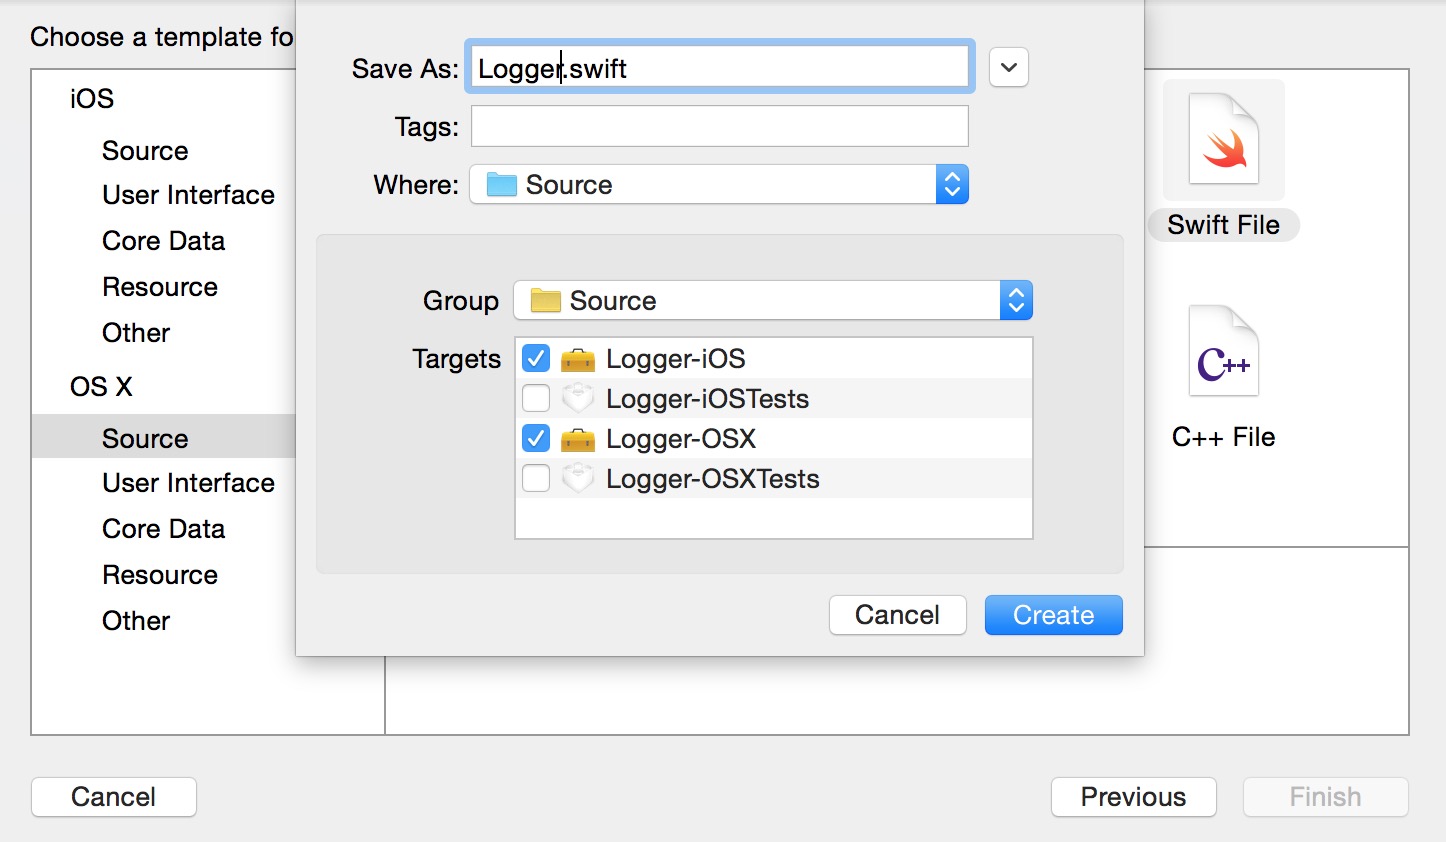 Choose a template fo
iOS
Source
User Interface
Core Data
Resource
Other
OS X
Source
User Interface
Core Data
Resource
Other
Save As: Logger.swift
Tags:
Where: Source
Group Source
Targets Logger-iOS
Logger-iOSTests
Logger-OSX
Logger-OSXTests
Cancel Create
Swift File
C++
C++ File
Cancel Previous Finish